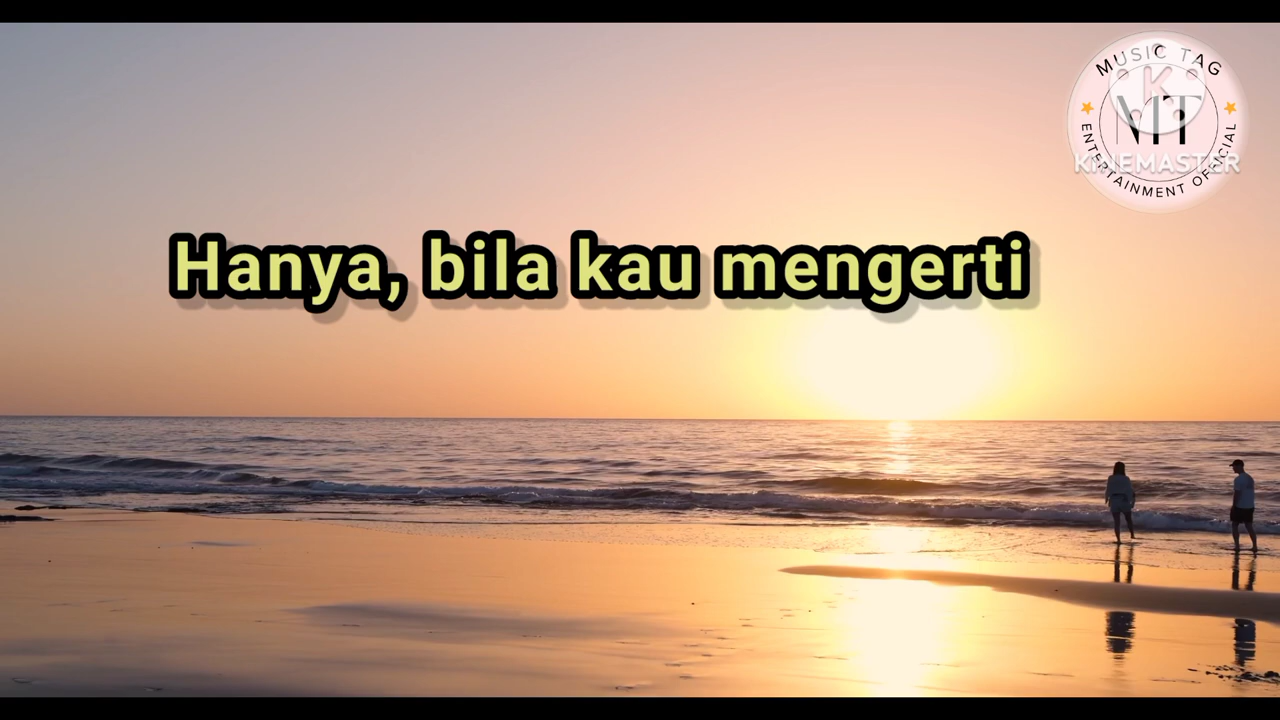 MUSIC TAG
MT
KINEMASTER
ENTERTAINMENT OFFICIAL
Hanya, bila kau mengerti